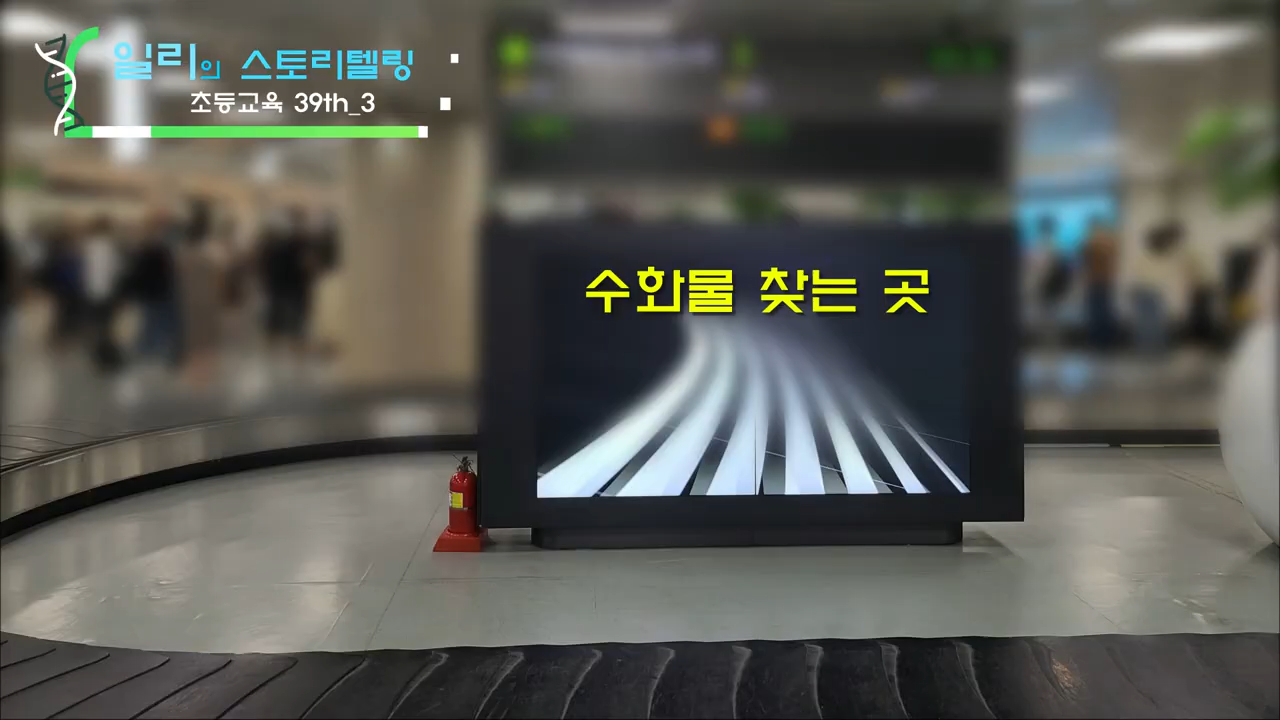 일리의 스토리텔링
초등교육 39th_3
수화물 찾는 곳